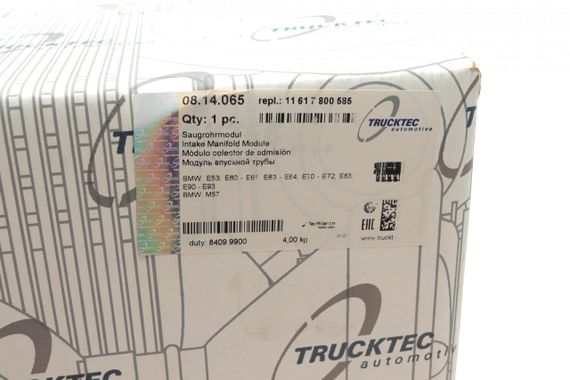 08.14.065 repl.: 11 61 7 800 585
Qty: 1 pc.
TRUCKTEC
automotive
Saugrohrmodul
Intake Manifold Module
Módulo colector de admisión
Модуль впускной трубы
BMW: E53; E60 - E61; E63 - E64; E70 - E72; E83;
E90 - E93
BMW: M57
TecAlliance
EAC
duty: 8409 9900 4,00 kg
www.truckt
TRUCKTEC
TRUCKTEC
automotive